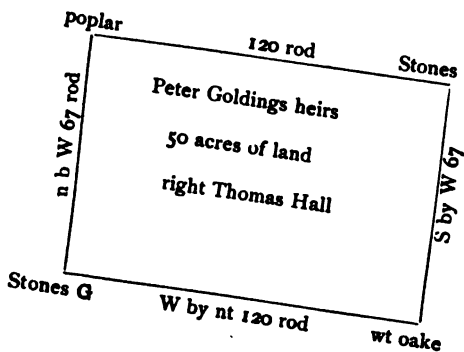 poplar
120 rod
Stones
n b W 67 rod
Peter Goldings heirs
50 acres of land
right Thomas Hall
S by W 67
Stones G
W by nt 120 rod
wt oake